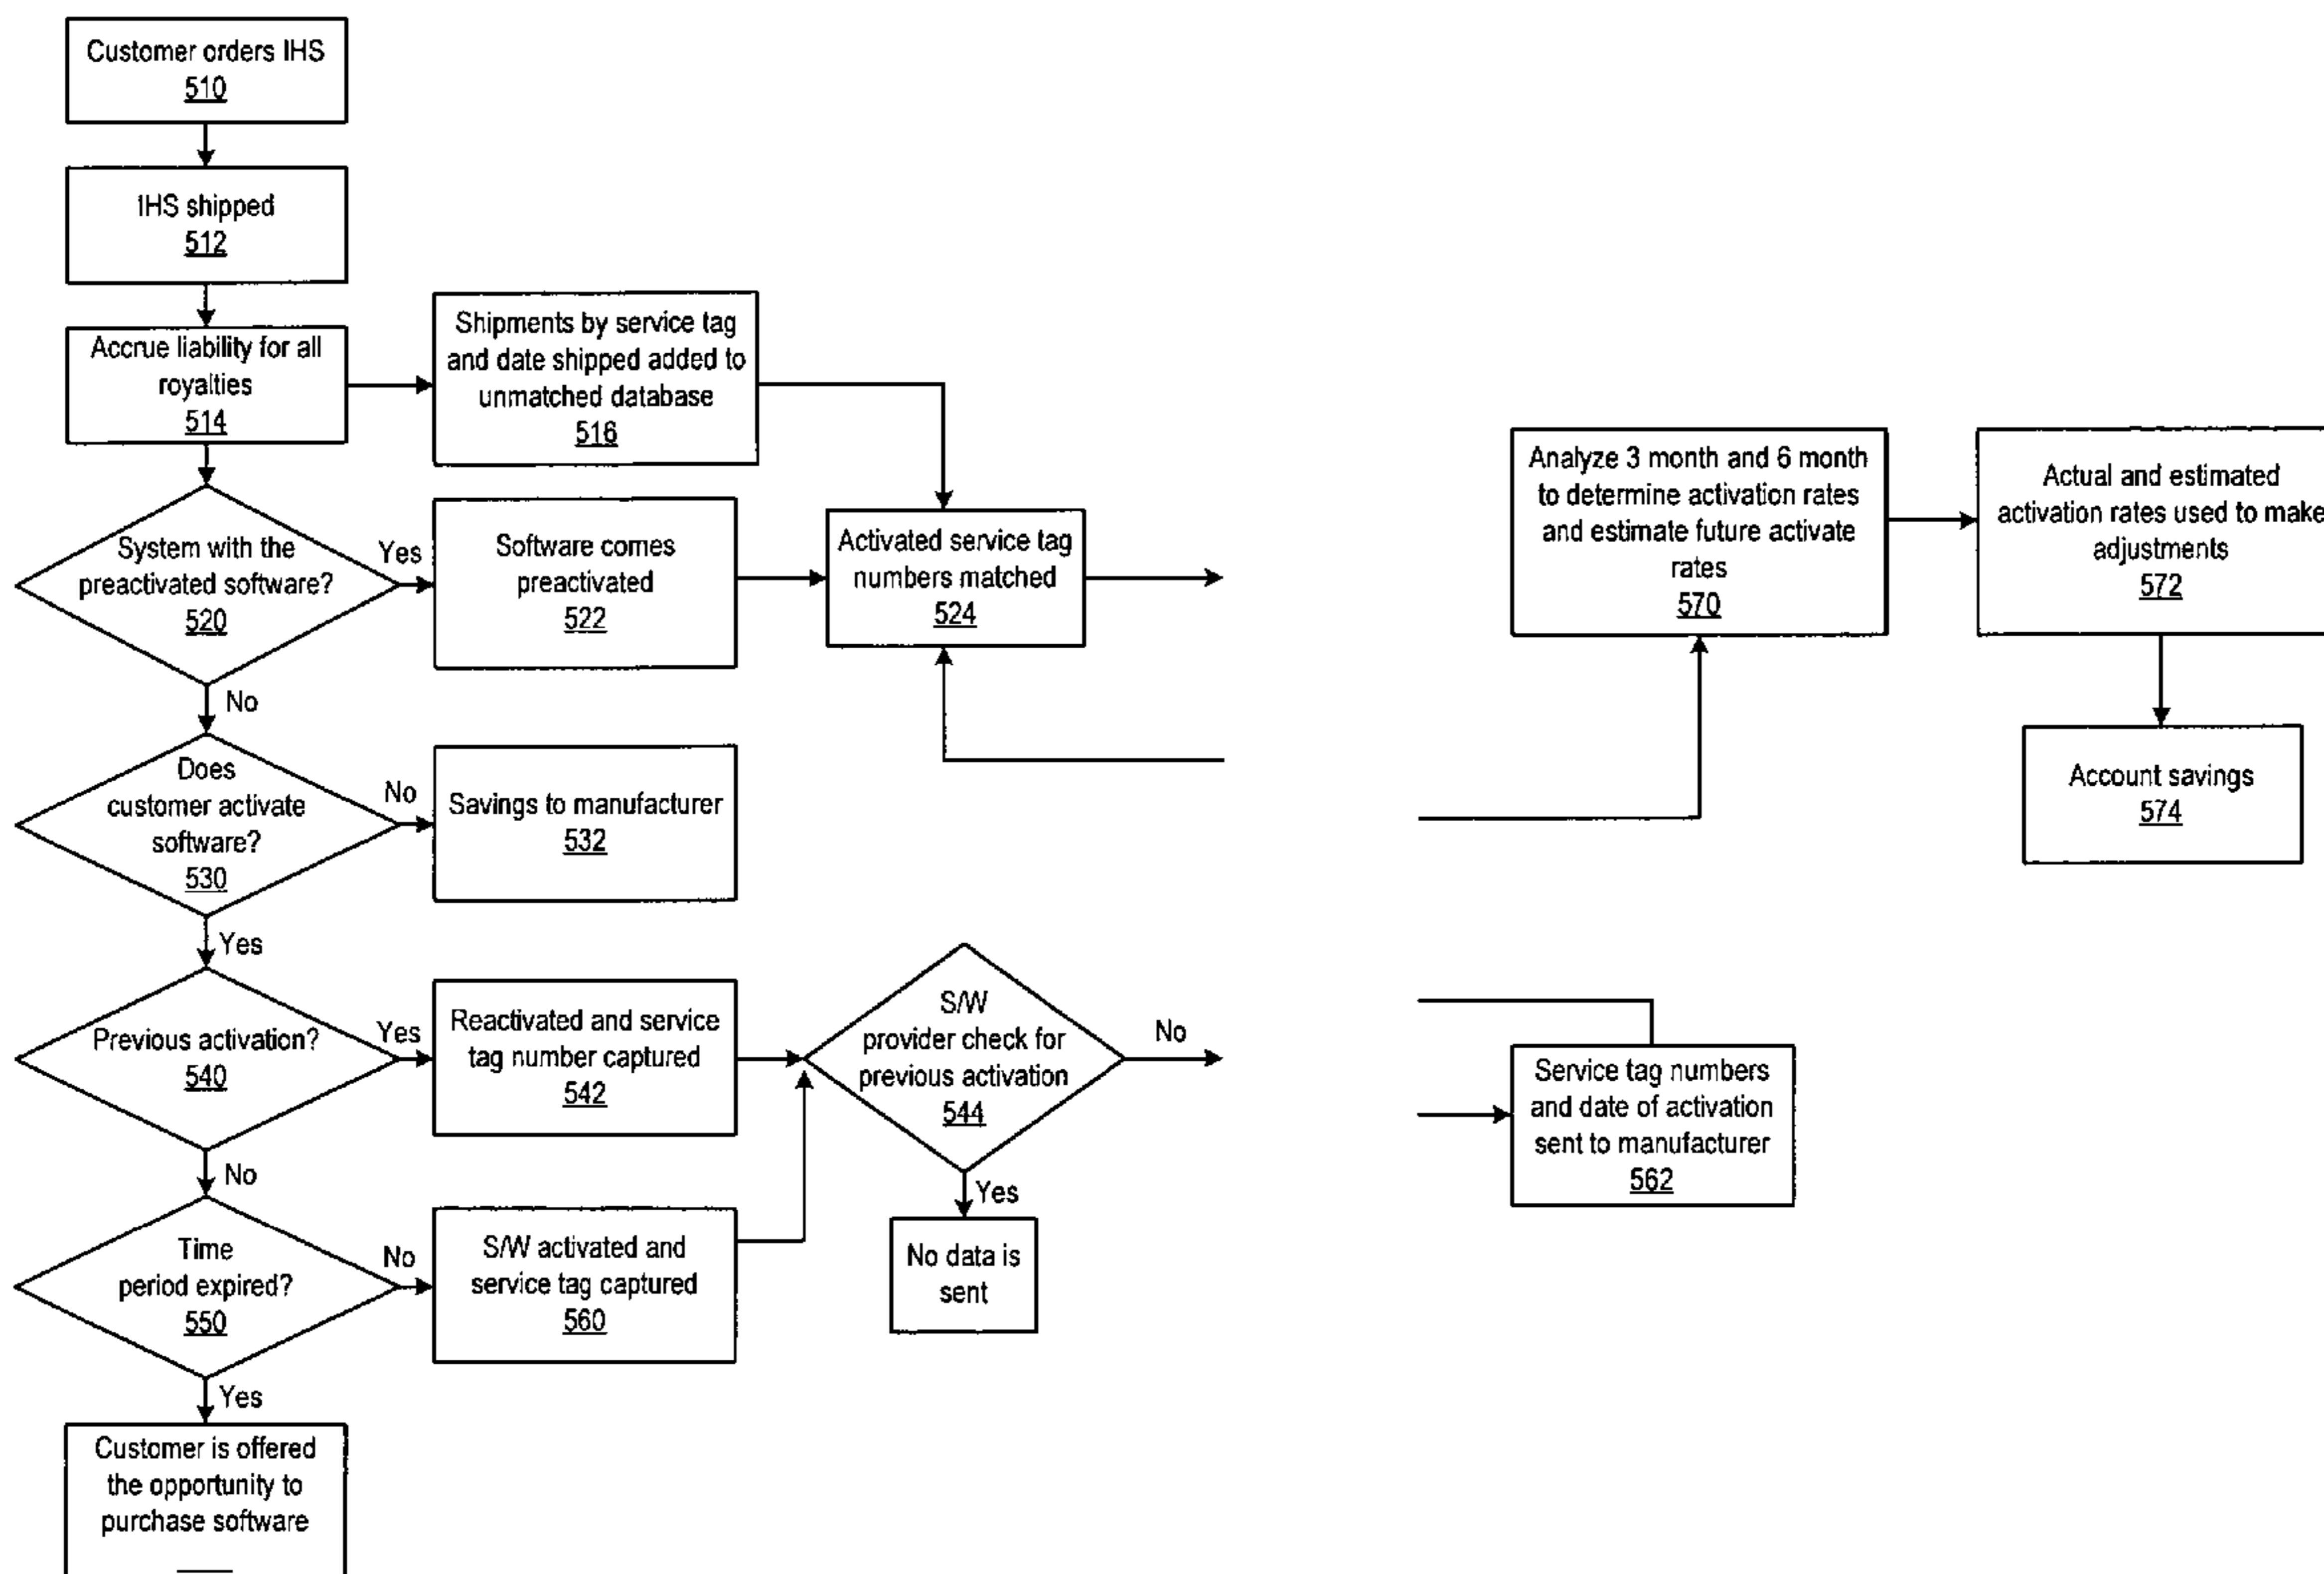 Customer orders IHS
510
IHS shipped
512
Accrue liability for all
royalties
514
Shipments by service tag
and date shipped added to
unmatched database
516
System with the
preactivated software?
520
Yes
No
Software comes
preactivated
522
Activated service tag
numbers matched
524
Analyze 3 month and 6 month
to determine activation rates
and estimate future activate
rates
570
Actual and estimated
activation rates used to make
adjustments
572
Account savings
574
Does
customer activate
software?
530
No
Yes
Savings to manufacturer
532
Previous activation?
540
Yes
No
Reactivated and service
tag number captured
542
S/W
provider check for
previous activation
544
No
Yes
No data is
sent
Service tag numbers
and date of activation
sent to manufacturer
562
Time
period expired?
550
No
Yes
S/W activated and
service tag captured
560
Customer is offered
the opportunity to
purchase software